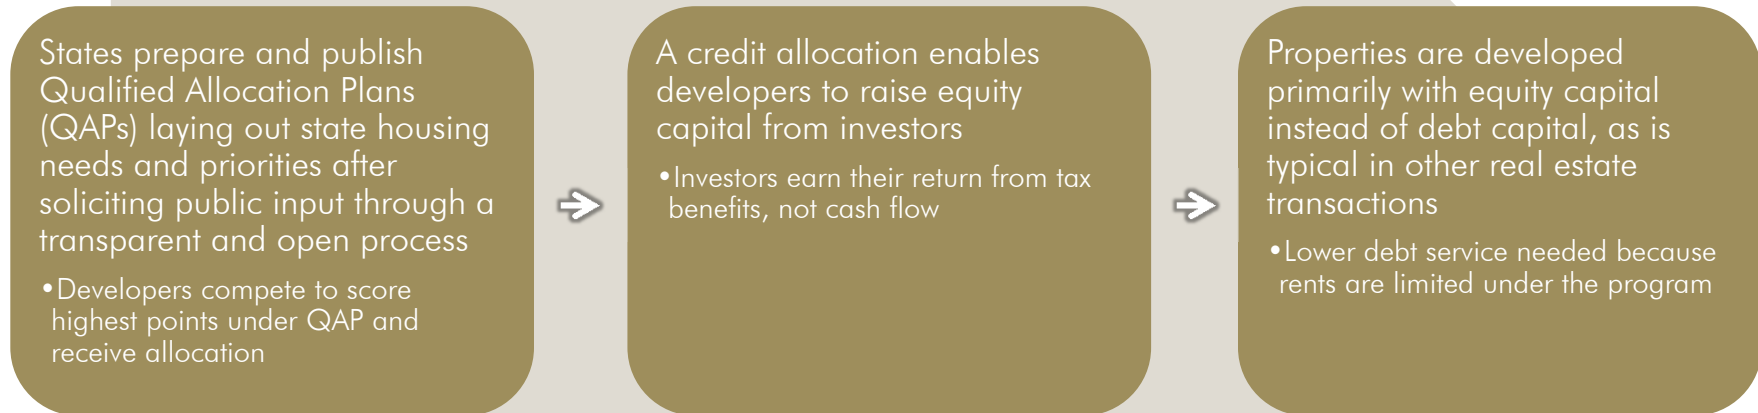 States prepare and publish
Qualified Allocation Plans
(QAPs) laying out state housing
needs and priorities after
soliciting public input through a
transparent and open process
•Developers compete to score
highest points under QAP and
receive allocation
A credit allocation enables
developers to raise equity
capital from investors
•Investors earn their return from tax
benefits, not cash flow
Properties are developed
primarily with equity capital
instead of debt capital, as is
typical in other real estate
transactions
•Lower debt service needed because
rents are limited under the program